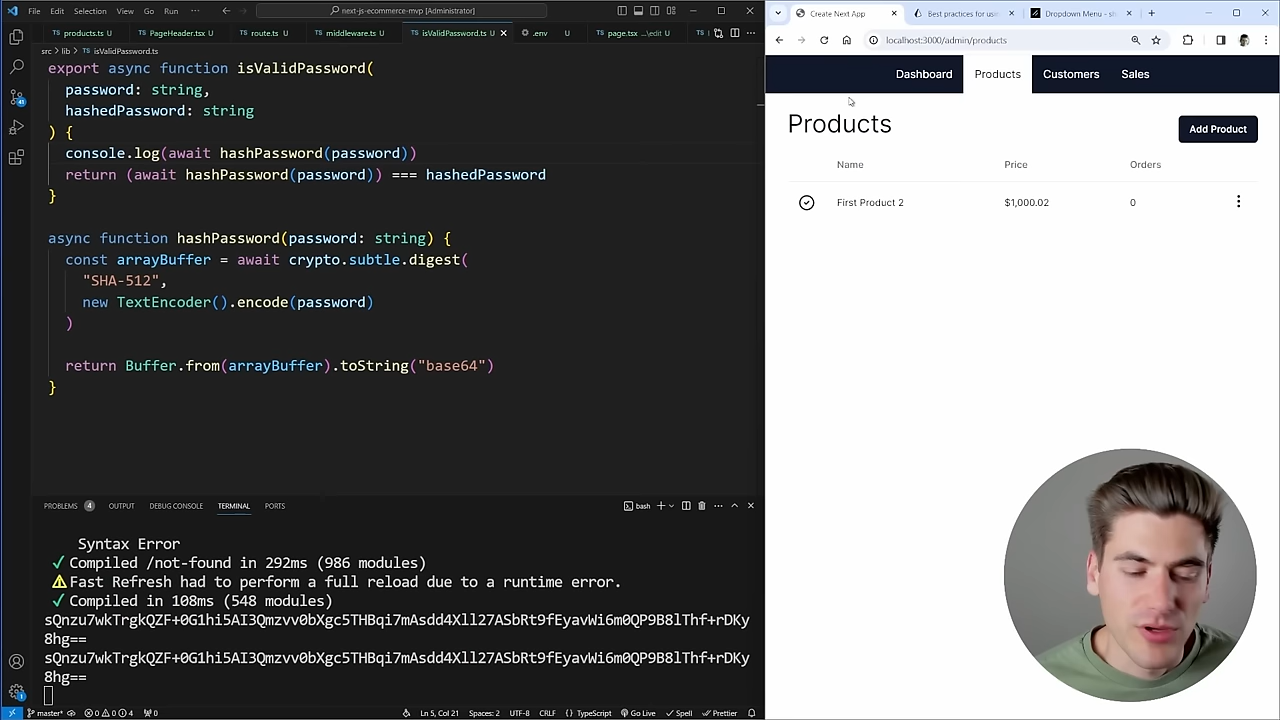 File Edit Selection View Go Run ··· next-js-ecommerce-mvp [Administrator]
products.ts U PageHeader.tsx U route.ts U middleware.ts U isValidPassword.ts U .env U page.tsx ...\edit U
src > lib > isValidPassword.ts
export async function isValidPassword(
password: string,
hashedPassword: string
) {
console.log(await hashPassword(password))
return (await hashPassword(password)) === hashedPassword
}
async function hashPassword(password: string) {
const arrayBuffer = await crypto.subtle.digest(
"SHA-512",
new TextEncoder().encode(password)
)
return Buffer.from(arrayBuffer).toString("base64")
}
PROBLEMS 4 OUTPUT DEBUG CONSOLE TERMINAL PORTS bash
Syntax Error
✓ Compiled /not-found in 292ms (986 modules)
⚠ Fast Refresh had to perform a full reload due to a runtime error.
✓ Compiled in 108ms (548 modules)
sQnzu7wkTrgkQZF+0G1hi5AI3Qmzvv0bXgc5THBqi7mAsdd4Xll27ASbRt9fEyavWi6m0QP9B8lThf+rDKy
8hg==
sQnzu7wkTrgkQZF+0G1hi5AI3Qmzvv0bXgc5THBqi7mAsdd4Xll27ASbRt9fEyavWi6m0QP9B8lThf+rDKy
8hg==
master* 0 0 4 0 Ln 5, Col 21 Spaces: 2 UTF-8 CRLF {} TypeScript Go Live Spell Prettier
Create Next App Best practices for usin Dropdown Menu - sh
localhost:3000/admin/products
Dashboard Products Customers Sales
Products
Add Product
Name Price Orders
First Product 2 $1,000.02 0